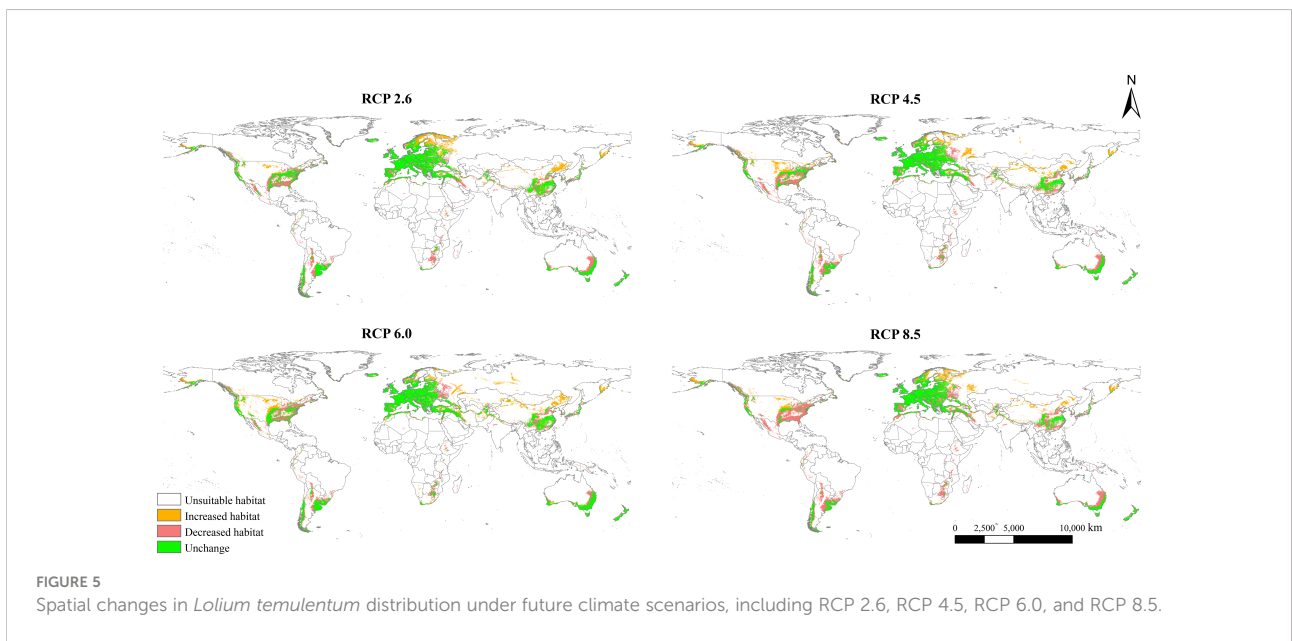 N
RCP 2.6
RCP 4.5
RCP 6.0
RCP 8.5
Unsuitable habitat
Increased habitat
Decreased habitat
Unchange
0 2,500 5,000 10,000 km
FIGURE 5
Spatial changes in Lolium temulentum distribution under future climate scenarios, including RCP 2.6, RCP 4.5, RCP 6.0, and RCP 8.5.